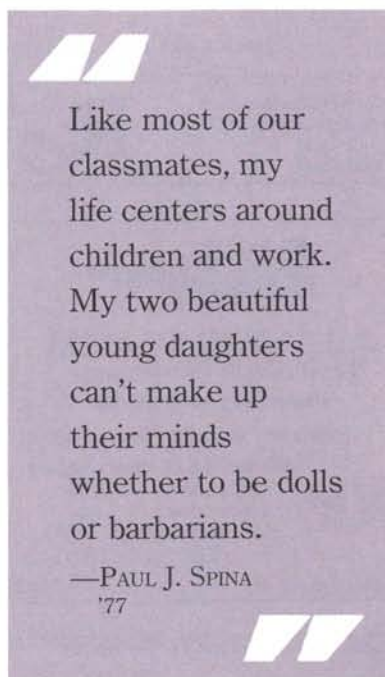 Like most of our
classmates, my
life centers around
children and work.
My two beautiful
young daughters
can't make up
their minds
whether to be dolls
or barbarians.
—PAUL J. SPINA
'77